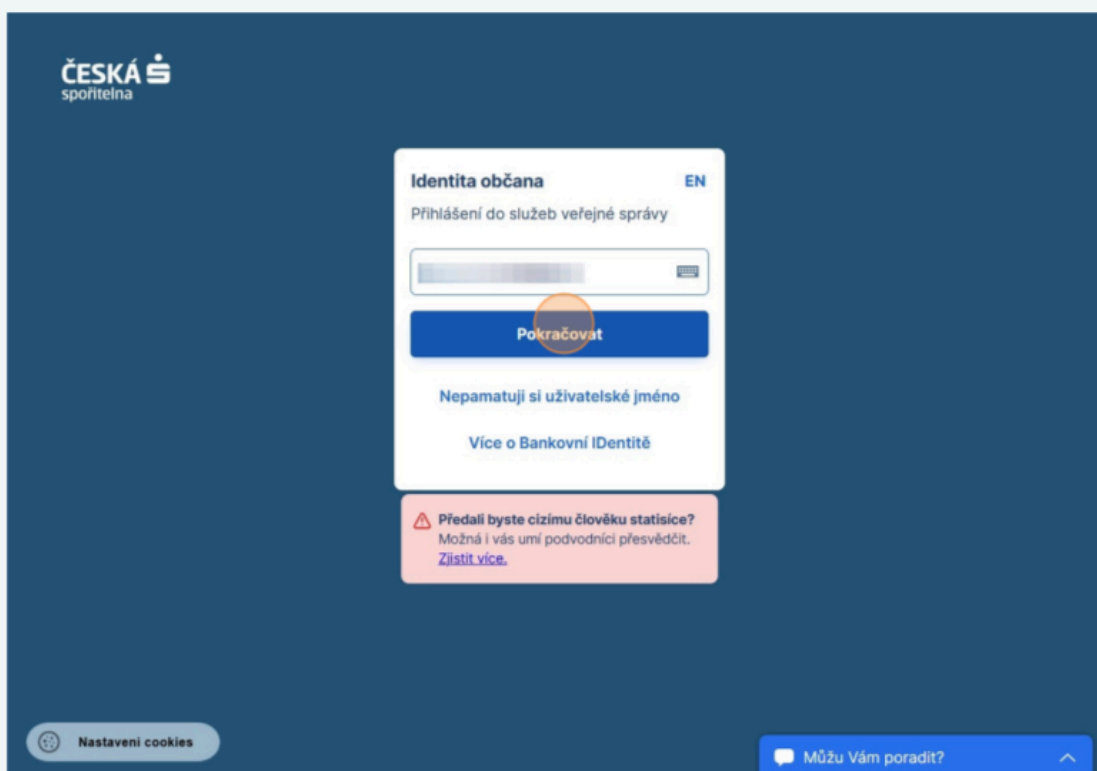 ČESKÁ
spořitelna
Identita občana EN
Přihlášení do služeb veřejné správy
Pokračovat
Nepamatuji si uživatelské jméno
Více o Bankovní IDentitě
Předali byste cizímu člověku statisíce?
Možná i vás umí podvodníci přesvědčit.
Zjistit více.
Nastavení cookies
Můžu Vám poradit?